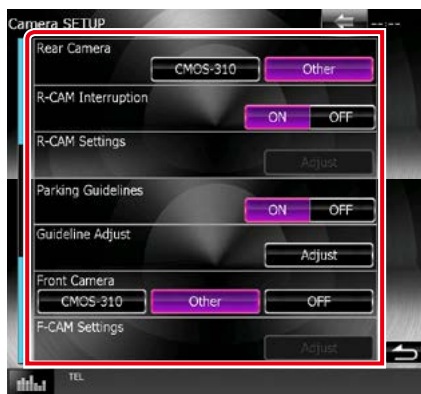 Camera SETUP --:--
Rear Camera
CMOS-310 Other
R-CAM Interruption
ON OFF
R-CAM Settings
Adjust
Parking Guidelines
ON OFF
Guideline Adjust
Adjust
Front Camera
CMOS-310 Other OFF
F-CAM Settings
Adjust
TEL